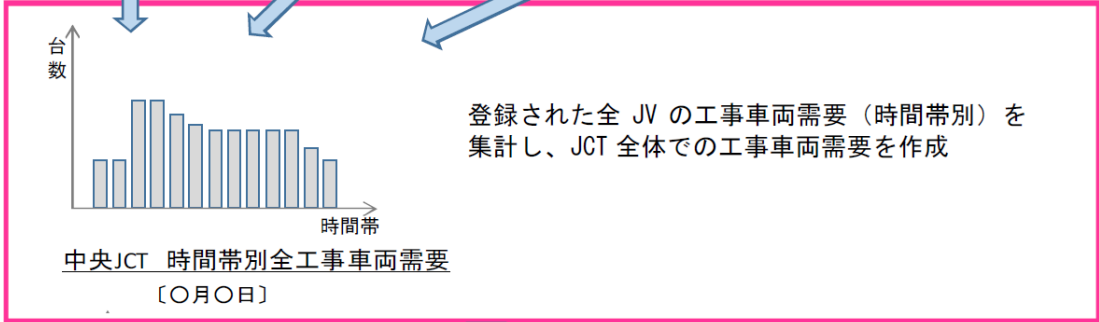 台数
登録された全 JV の工事車両需要（時間帯別）を
集計し、JCT 全体での工事車両需要を作成
時間帯
中央JCT 時間帯別全工事車両需要
〔〇月〇日〕